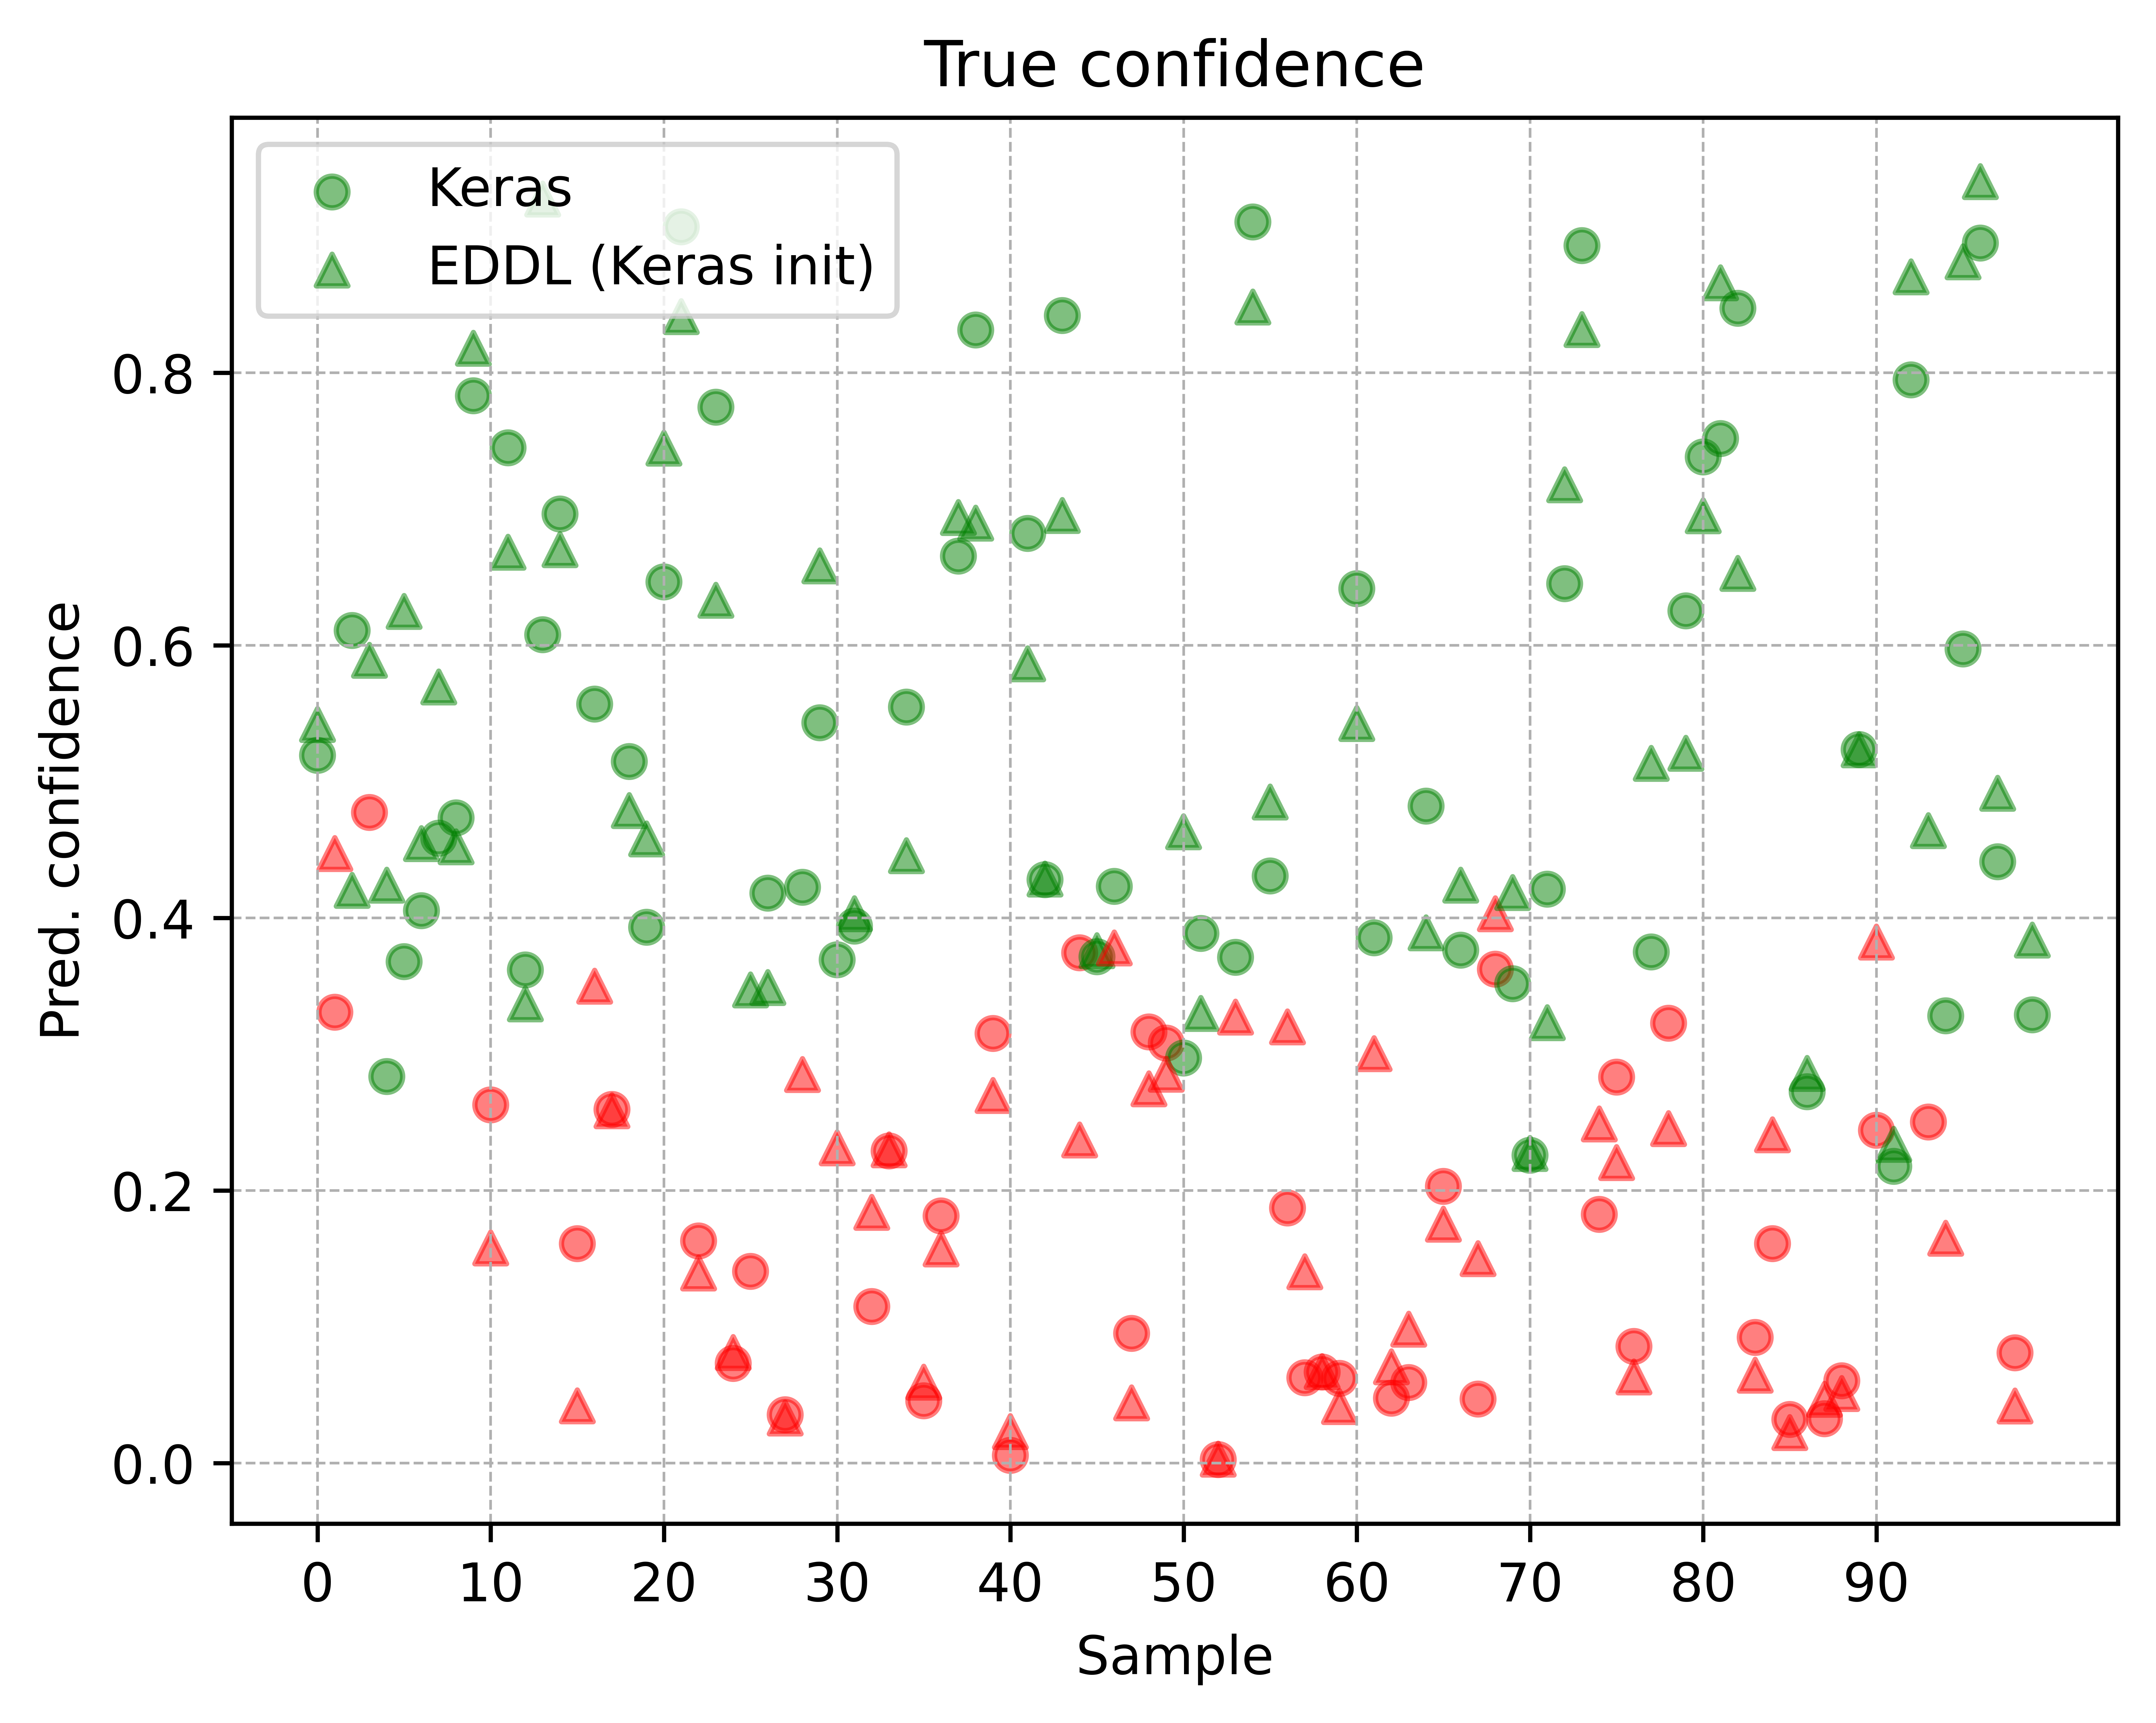 True confidence
Keras
EDDL (Keras init)
Pred. confidence
0.8
0.6
0.4
0.2
0.0
0 10 20 30 40 50 60 70 80 90
Sample